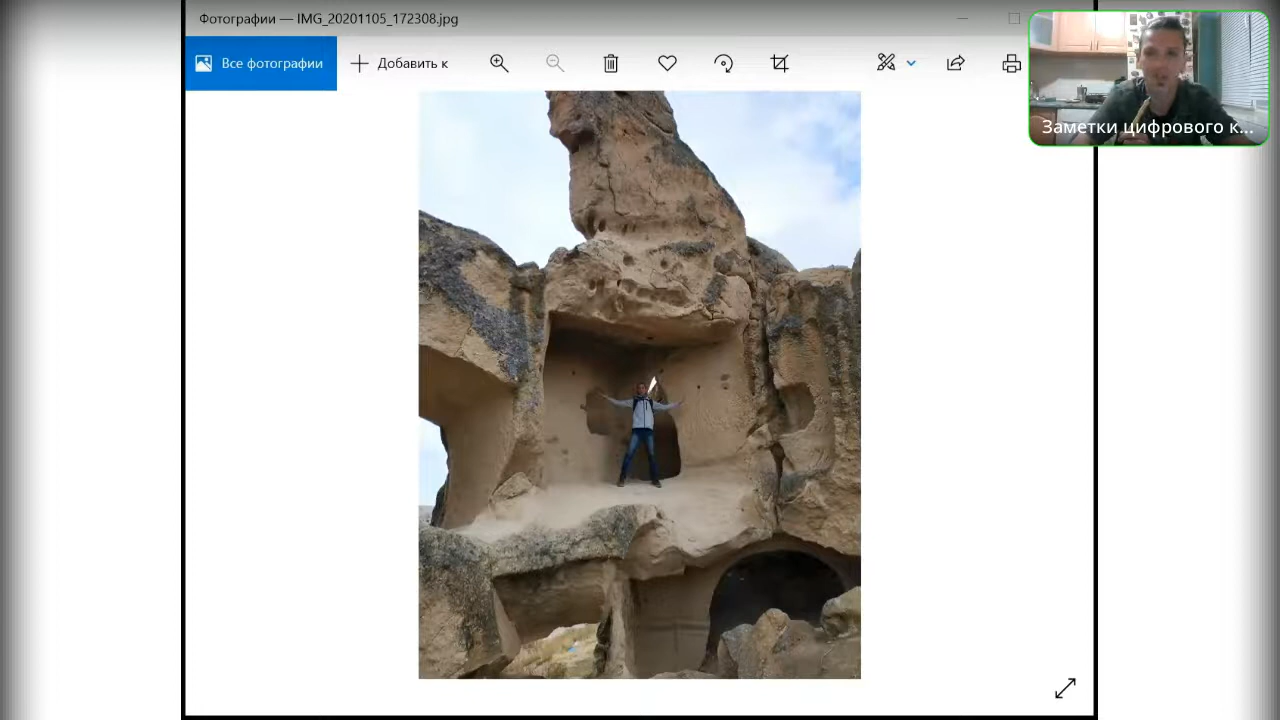 Фотографии — IMG_20201105_172308.jpg
Все фотографии
Добавить к
Заметки цифрового к...